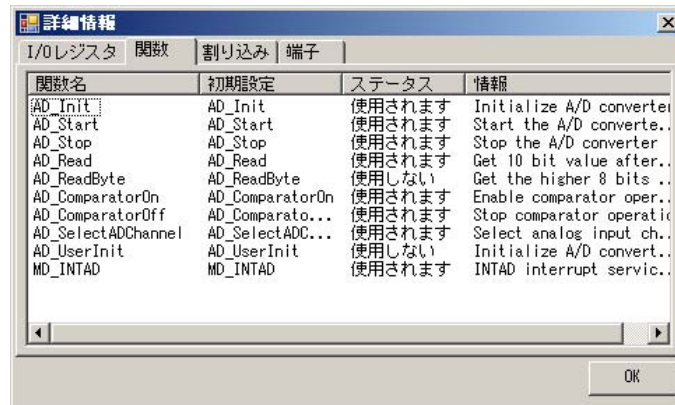 詳細情報
I/Oレジスタ 関数 割り込み 端子
関数名 初期設定 ステータス 情報
AD_Init AD_Init 使用されます Initialize A/D converter
AD_Start AD_Start 使用されます Start the A/D converte..
AD_Stop AD_Stop 使用されます Stop the A/D converter
AD_Read AD_Read 使用されます Get 10 bit value after..
AD_ReadByte AD_ReadByte 使用しない Get the higher 8 bits ..
AD_ComparatorOn AD_ComparatorOn 使用されます Enable comparator oper..
AD_ComparatorOff AD_Comparato... 使用されます Stop comparator operatio
AD_SelectADChannel AD_SelectADC... 使用されます Select analog input ch..
AD_UserInit AD_UserInit 使用しない Initialize A/D convert..
MD_INTAD MD_INTAD 使用されます INTAD interrupt servic..
OK